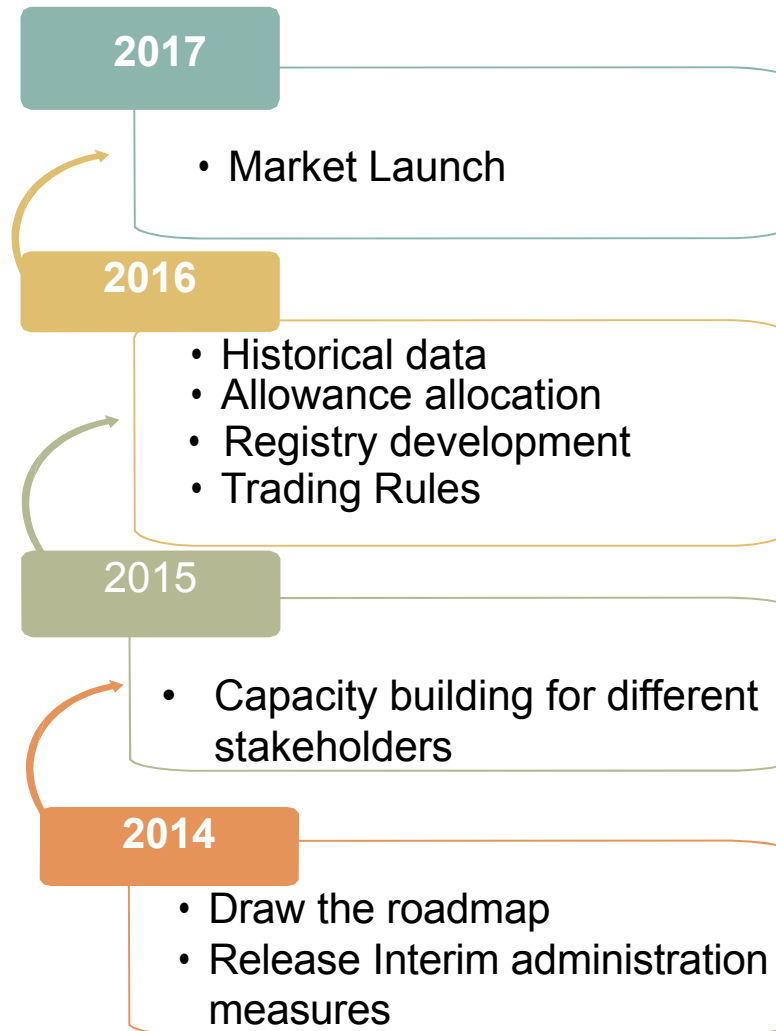 2017
• Market Launch
2016
• Historical data
• Allowance allocation
• Registry development
• Trading Rules
2015
• Capacity building for different
stakeholders
2014
• Draw the roadmap
• Release Interim administration
measures